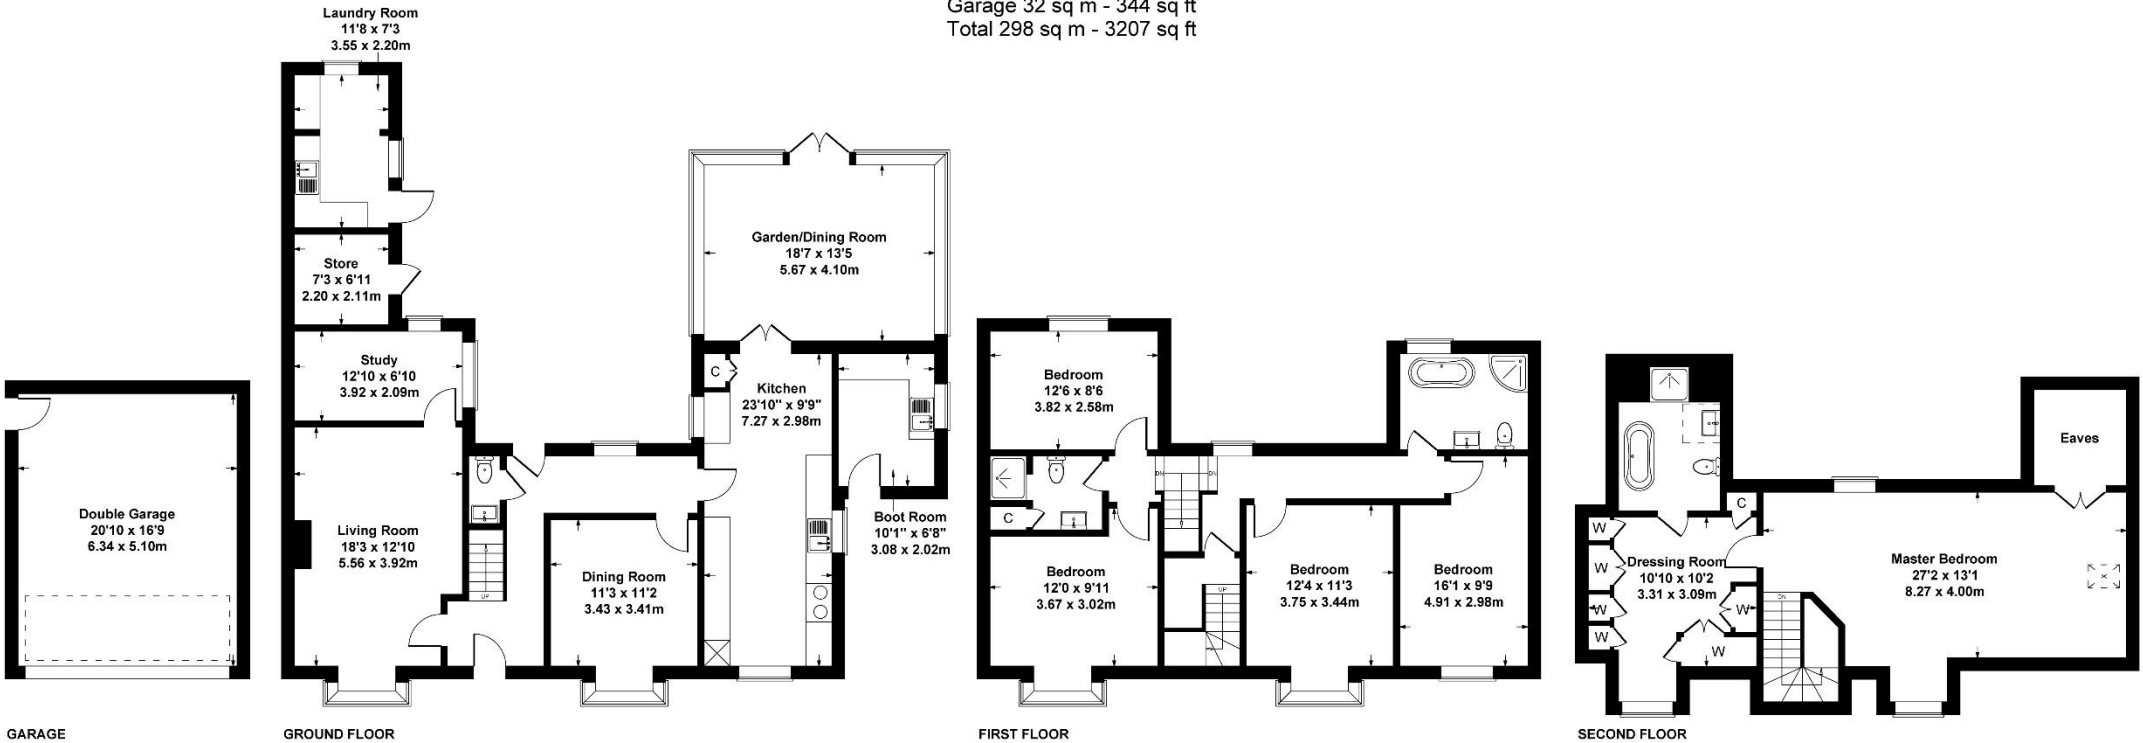 Garage 32 sq m - 344 sq ft
Total 298 sq m - 3207 sq ft
Laundry Room
11'8 x 7'3
3.55 x 2.20m
Store
7'3 x 6'11
2.20 x 2.11m
Study
12'10 x 6'10
3.92 x 2.09m
Living Room
18'3 x 12'10
5.56 x 3.92m
UP
Dining Room
11'3 x 11'2
3.43 x 3.41m
Garden/Dining Room
18'7 x 13'5
5.67 x 4.10m
C
Kitchen
23'10" x 9'9"
7.27 x 2.98m
Boot Room
10'1" x 6'8"
3.08 x 2.02m
Double Garage
20'10 x 16'9
6.34 x 5.10m
Bedroom
12'6 x 8'6
3.82 x 2.58m
C
DN
DN
UP
Bedroom
12'0 x 9'11
3.67 x 3.02m
Bedroom
12'4 x 11'3
3.75 x 3.44m
Bedroom
16'1 x 9'9
4.91 x 2.98m
Eaves
C
W
W
W
W
W
W
Dressing Room
10'10 x 10'2
3.31 x 3.09m
DN
Master Bedroom
27'2 x 13'1
8.27 x 4.00m
GARAGE
GROUND FLOOR
FIRST FLOOR
SECOND FLOOR